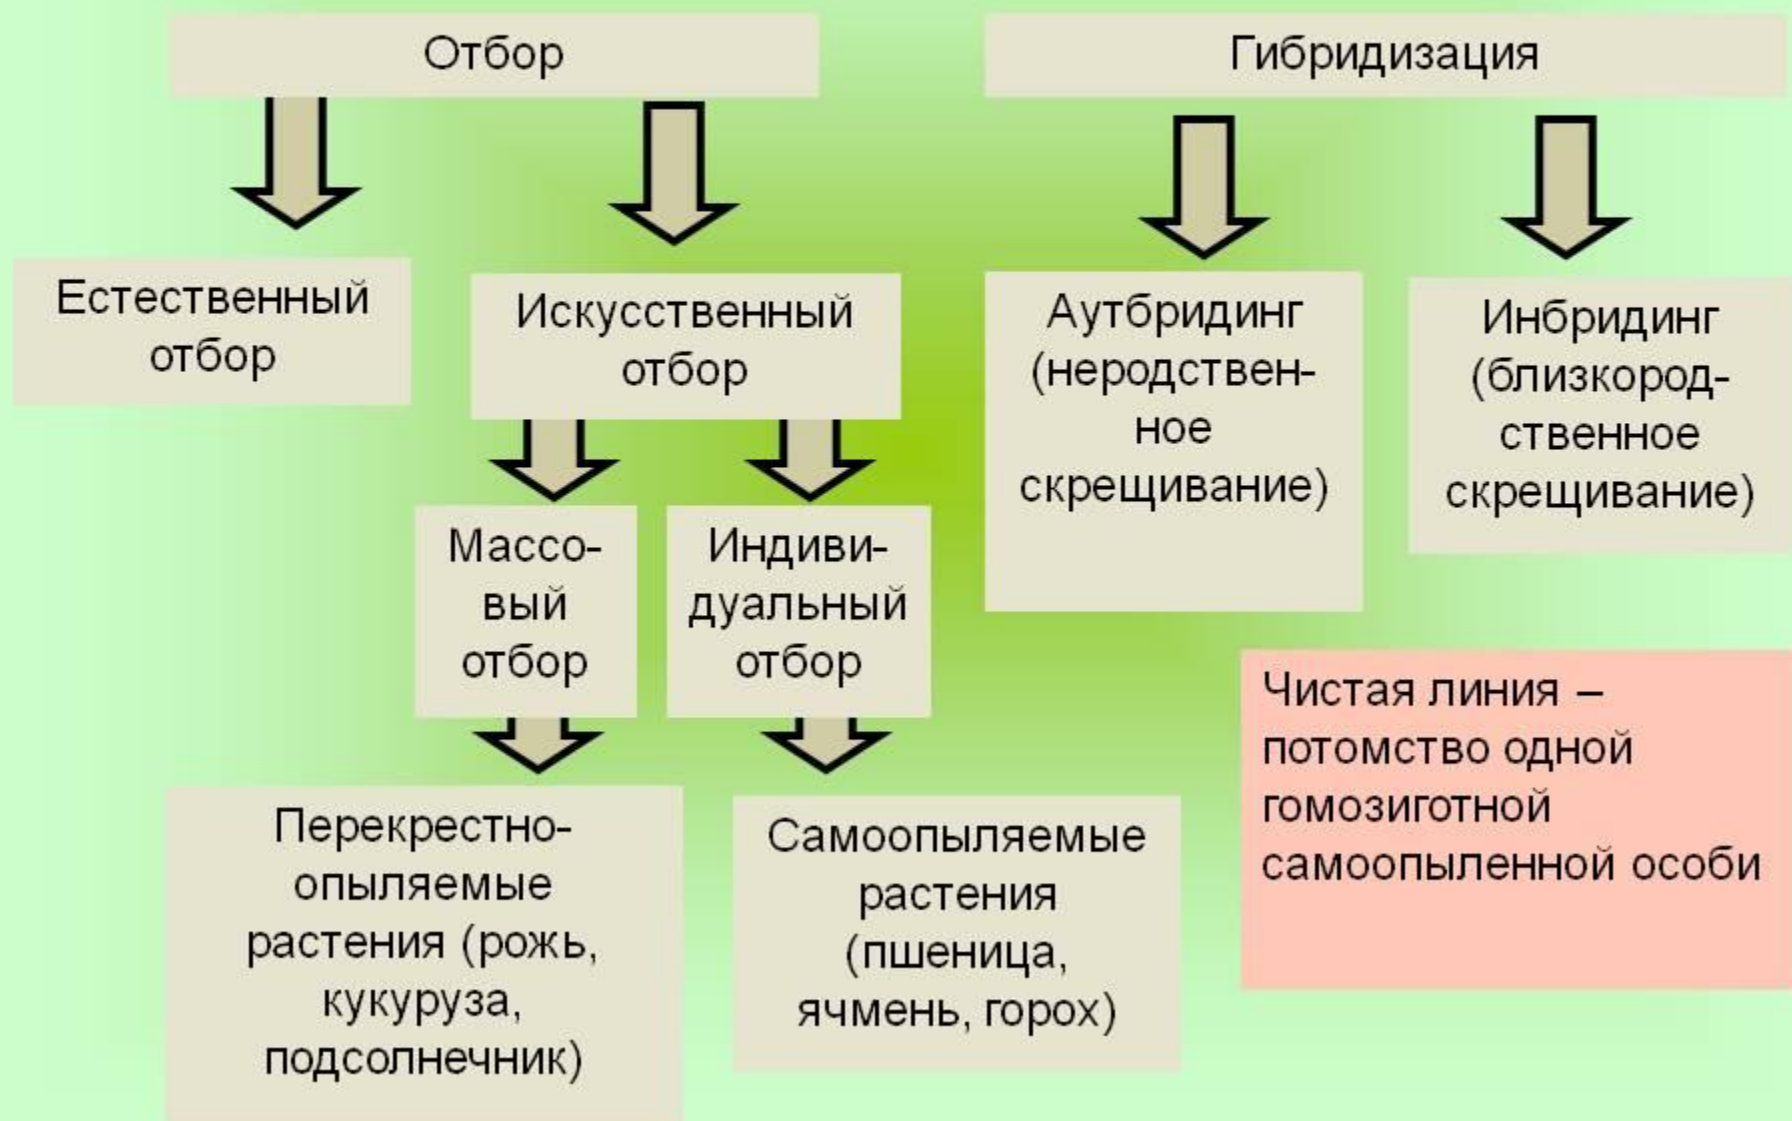 Отбор
Гибридизация
Естественный
отбор
Искусственный
отбор
Аутбридинг
(неродствен-
ное
скрещивание)
Инбридинг
(близкород-
ственное
скрещивание)
Массо-
вый
отбор
Индиви-
дуальный
отбор
Перекрестно-
опыляемые
растения (рожь,
кукуруза,
подсолнечник)
Самоопыляемые
растения
(пшеница,
ячмень, горох)
Чистая линия –
потомство одной
гомозиготной
самоопыленной особи